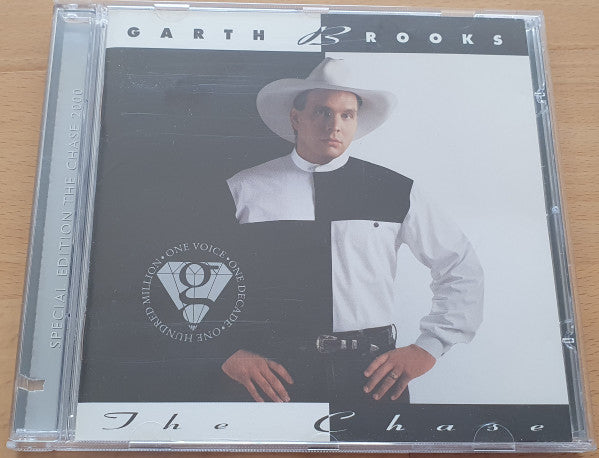 GARTH BROOKS
SPECIAL EDITION THE CHASE 2000
ONE VOICE • ONE DECADE • ONE HUNDRED MILLION •
g
The Chase